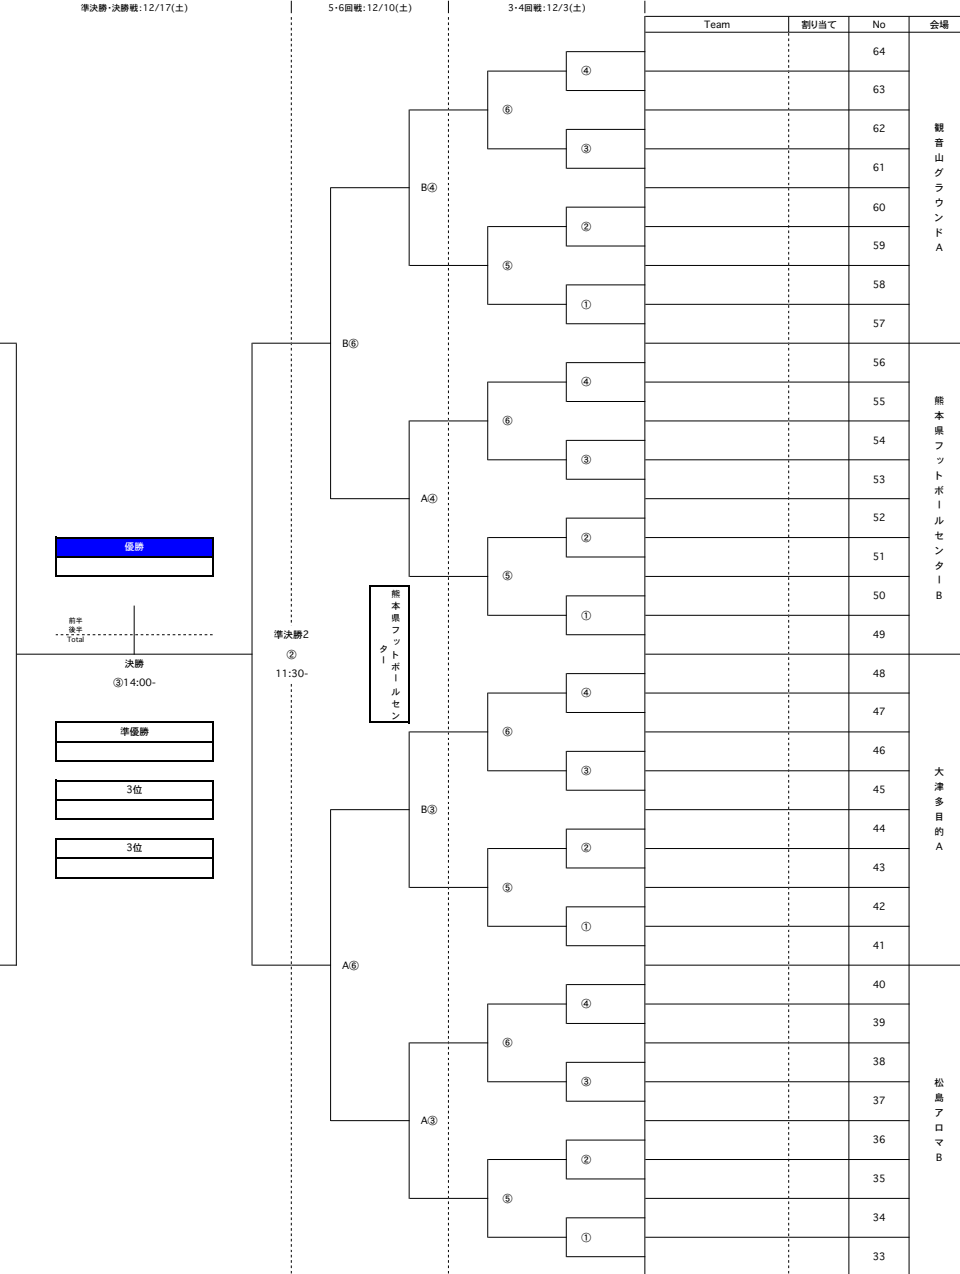 準決勝・決勝戦:12/17(土)
5・6回戦:12/10(土)
3・4回戦:12/3(土)
Team
割り当て
No
会場
64
④
63
⑥
62
観音山グラウンドA
③
61
B④
60
②
59
⑤
58
①
57
B⑥
56
④
55
⑥
54
熊本県フットボールセンターB
③
53
A④
52
②
51
⑤
50
①
49
優勝
前半
後半
Total
決勝
③14:00-
準決勝2
②
11:30-
熊本県フットボールセン
ター
準優勝
3位
3位
48
④
47
⑥
46
大津多目的A
③
45
B③
44
②
43
⑤
42
①
41
A⑥
40
④
39
⑥
38
松島アロマB
③
37
A③
36
②
35
⑤
34
①
33